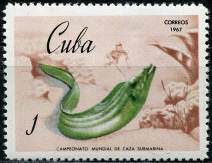 Cuba
CORREOS
1967
1
CAMPEONATO MUNDIAL DE CAZA SUBMARINA